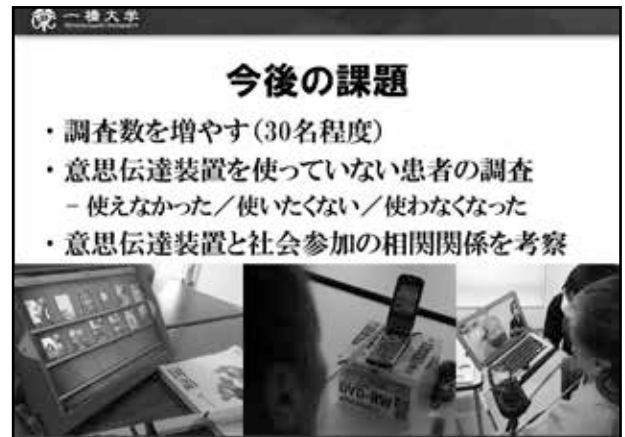 一橋大学
今後の課題
・調査数を増やす(30名程度)
・意思伝達装置を使っていない患者の調査
－使えなかった／使いたくない／使わなくなった
・意思伝達装置と社会参加の相関関係を考察
DVD-RW